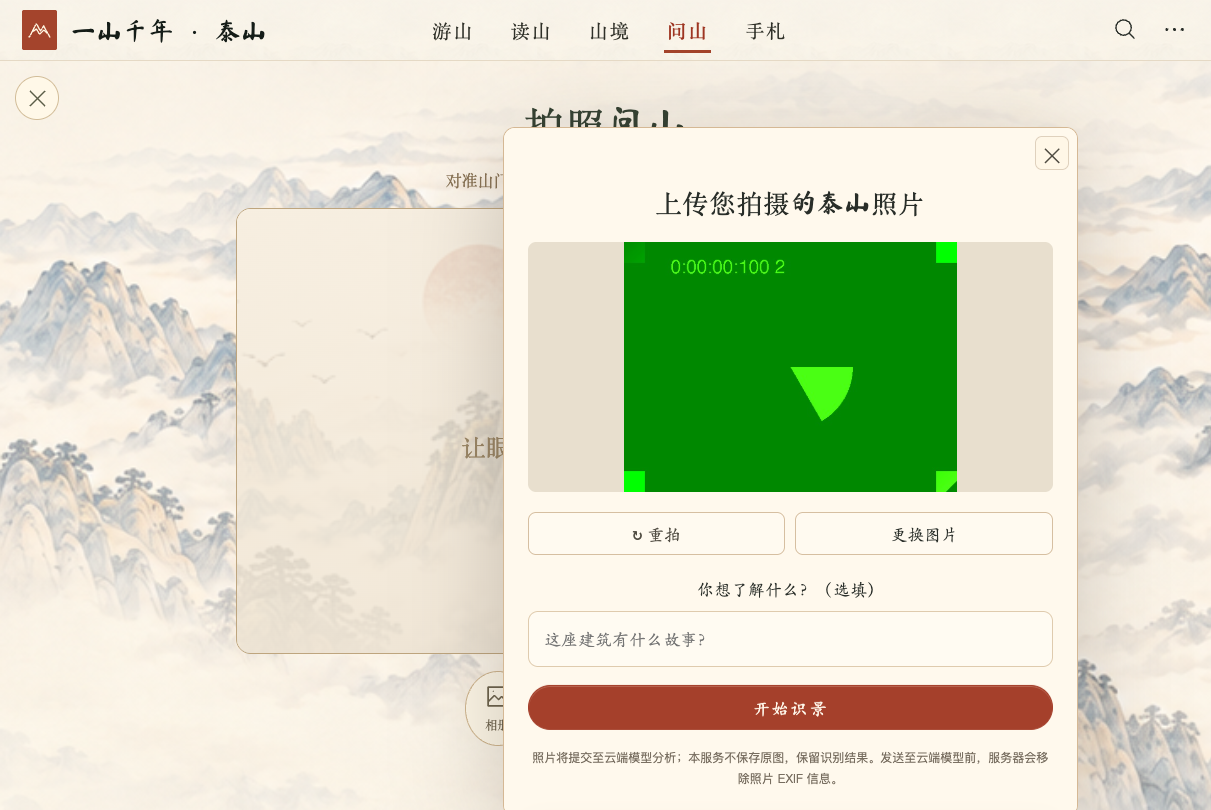 一山千年 · 泰山
游山 读山 山境 问山 手札
拍照问山
对准山门
上传您拍摄的泰山照片
0:00:00:100 2
让眼
↻ 重拍 更换图片
你想了解什么？（选填）
这座建筑有什么故事？
相册
开始识景
照片将提交至云端模型分析；本服务不保存原图，保留识别结果。发送至云端模型前，服务器会移
除照片 EXIF 信息。